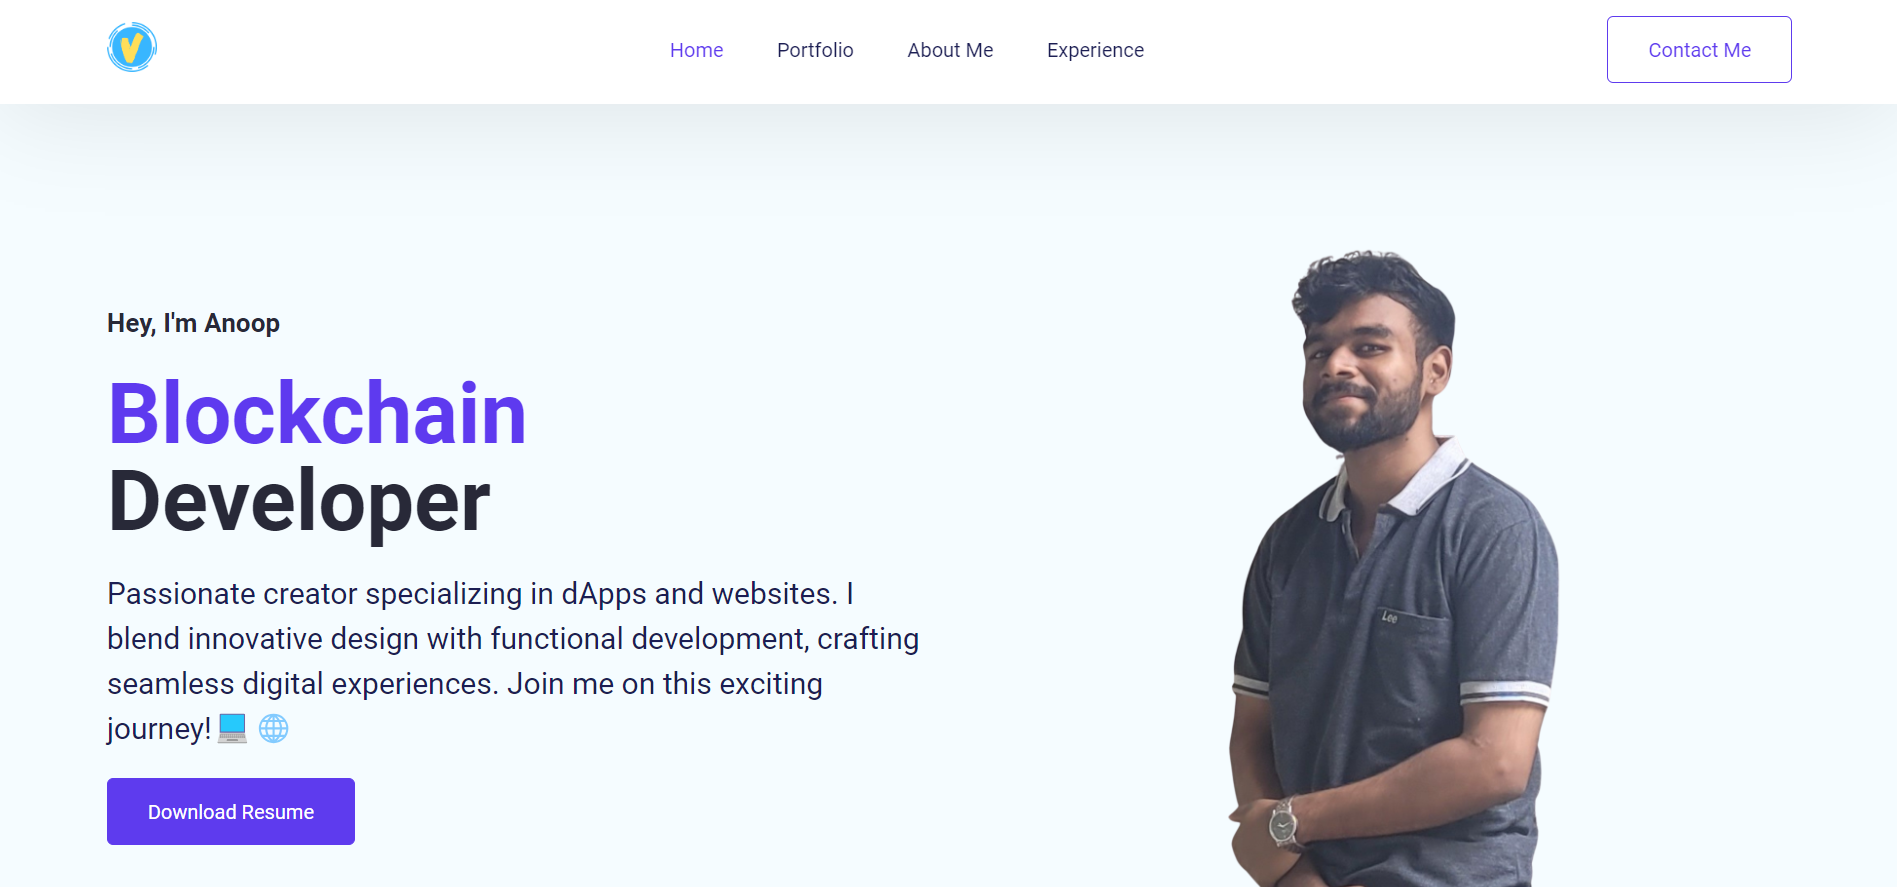 Home Portfolio About Me Experience Contact Me
Hey, I'm Anoop
Blockchain
Developer
Passionate creator specializing in dApps and websites. I
blend innovative design with functional development, crafting
seamless digital experiences. Join me on this exciting
journey!💻 🌐
Download Resume
Lee